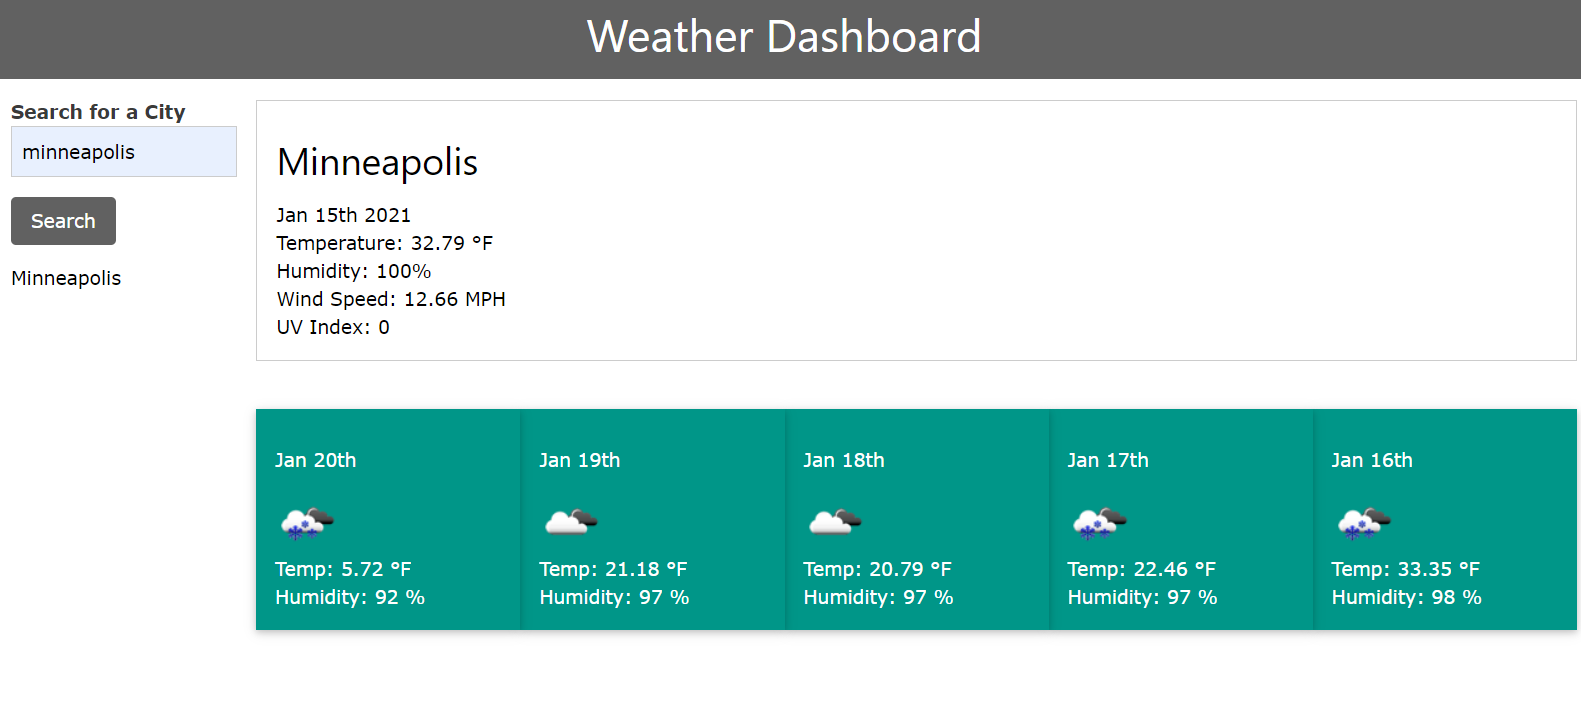 Weather Dashboard
Search for a City
minneapolis
Search
Minneapolis
Minneapolis
Jan 15th 2021
Temperature: 32.79 °F
Humidity: 100%
Wind Speed: 12.66 MPH
UV Index: 0
Jan 20th
Temp: 5.72 °F
Humidity: 92 %
Jan 19th
Temp: 21.18 °F
Humidity: 97 %
Jan 18th
Temp: 20.79 °F
Humidity: 97 %
Jan 17th
Temp: 22.46 °F
Humidity: 97 %
Jan 16th
Temp: 33.35 °F
Humidity: 98 %